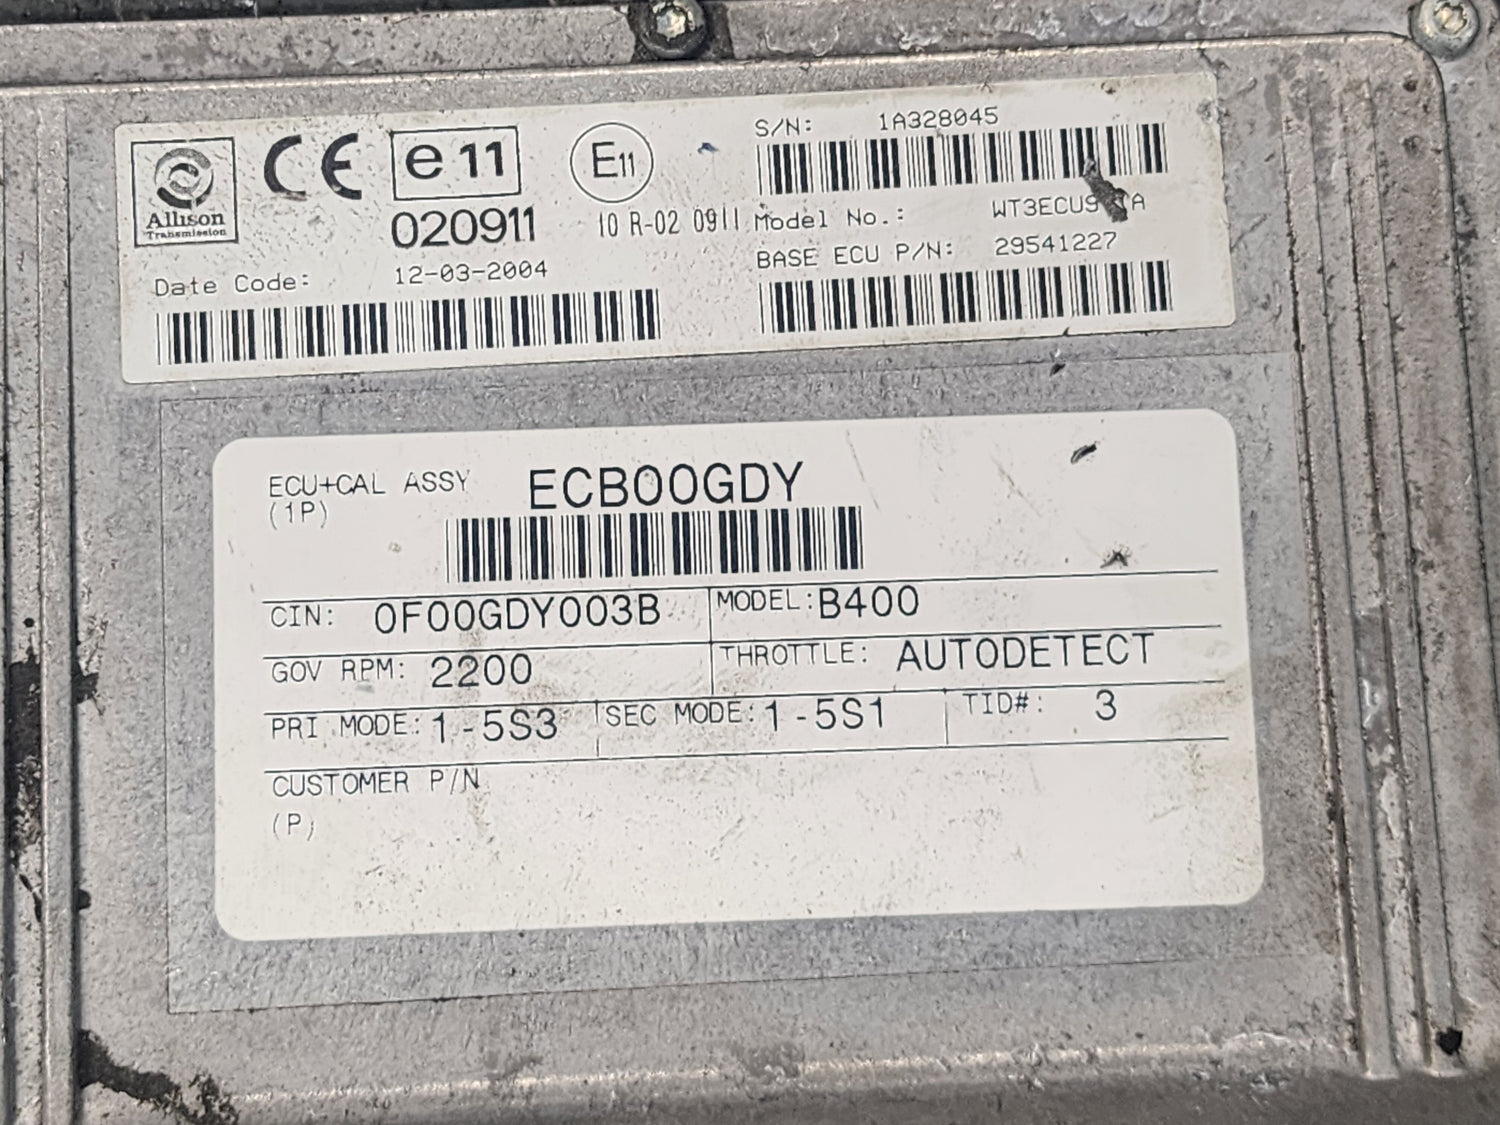 Allison
Transmission
CE
e 11
020911
E11
10 R-02 0911
Date Code: 12-03-2004
S/N: 1A328045
Model No.:
BASE ECU P/N: 29541227
ECU+CAL ASSY ECB00GDY
(1P)
CIN: 0F00GDY003B MODEL: B400
GOV RPM: 2200 THROTTLE: AUTODETECT
PRI MODE: 1-5S3 SEC MODE: 1-5S1 TID#: 3
CUSTOMER P/N
(P)